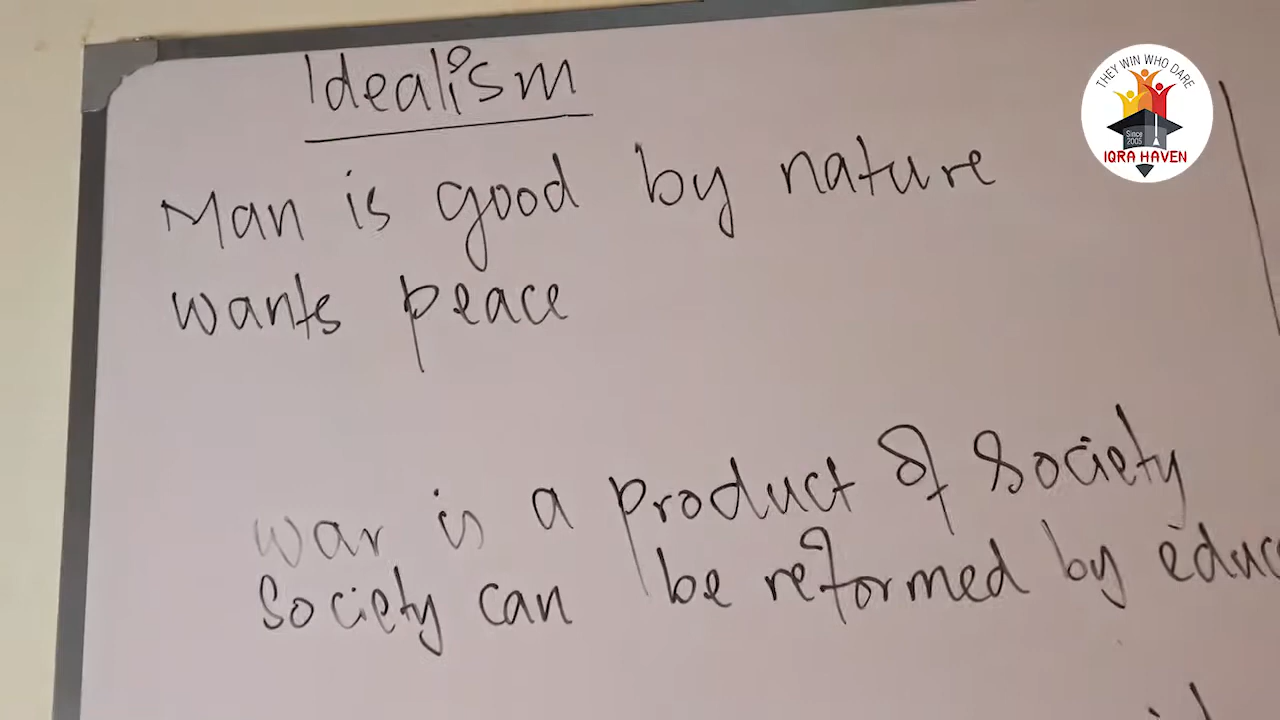 Idealism
Man is good by nature
wants peace
war is a product of society
Society can be reformed by educ
THEY WIN WHO DARE
Since
2005
IQRA HAVEN